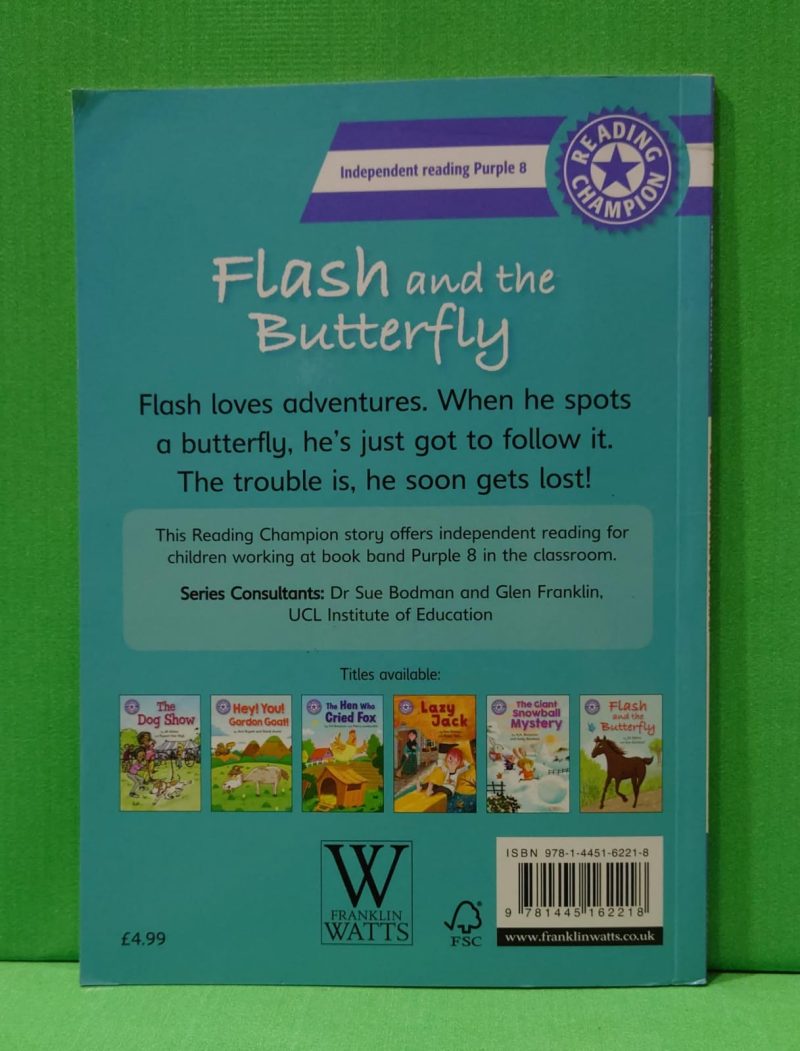 Independent reading Purple 8
READING
CHAMPION
Flash and the
Butterfly
Flash loves adventures. When he spots
a butterfly, he's just got to follow it.
The trouble is, he soon gets lost!
This Reading Champion story offers independent reading for
children working at book band Purple 8 in the classroom.
Series Consultants: Dr Sue Bodman and Glen Franklin,
UCL Institute of Education
Titles available:
The
Dog Show
Hey! You!
Gordon Goat!
The Hen Who
Cried Fox
Lazy
Jack
The Giant
Snowball
Mystery
Flash
and the
Butterfly
W
FRANKLIN
WATTS
FSC
£4.99
ISBN 978-1-4451-6221-8
9 781445 162218
www.franklinwatts.co.uk